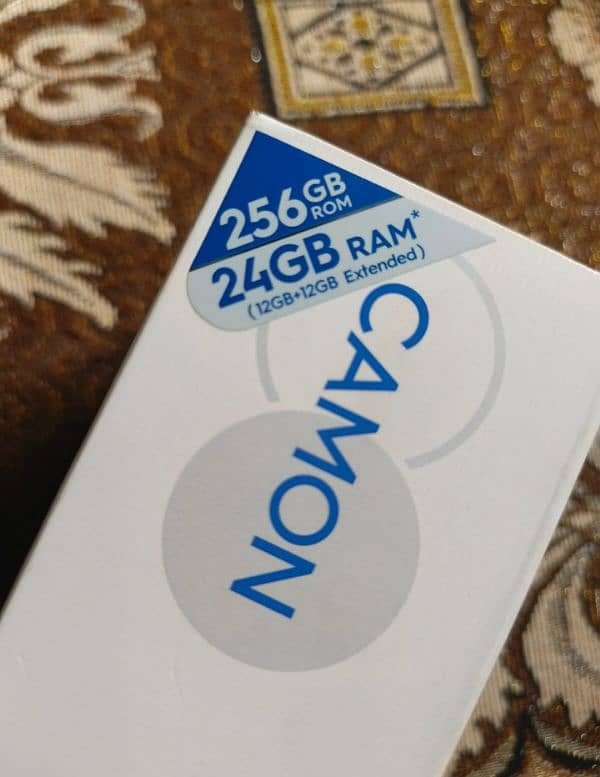 256GB
ROM
24GB RAM*
(12GB+12GB Extended)
CAMON